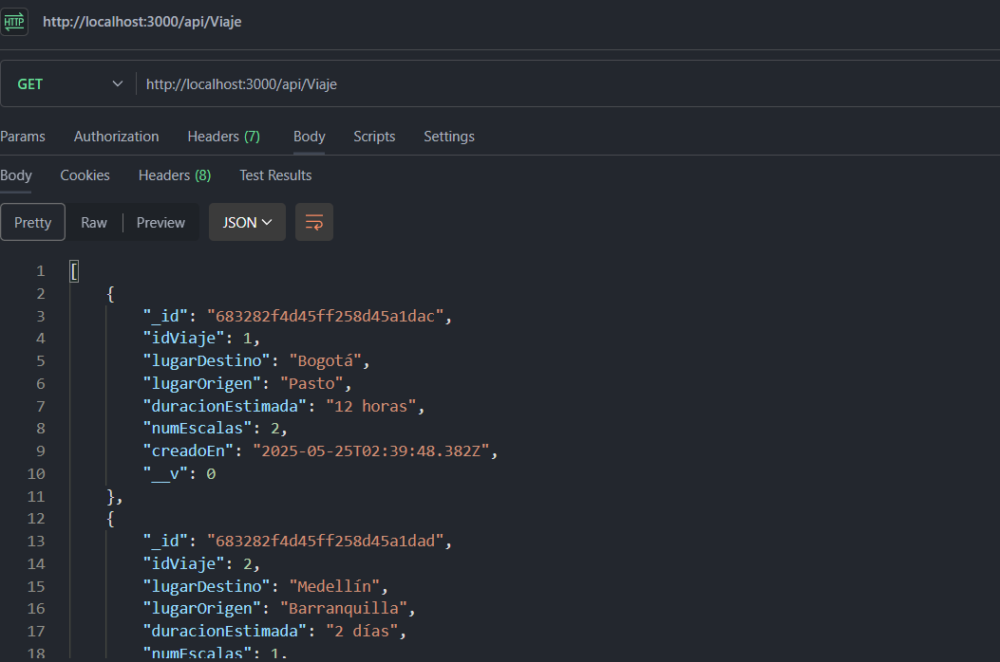 HTTP http://localhost:3000/api/Viaje
GET http://localhost:3000/api/Viaje
Params Authorization Headers (7) Body Scripts Settings
Body Cookies Headers (8) Test Results
Pretty Raw Preview JSON
1 [
2 {
3 "_id": "683282f4d45ff258d45a1dac",
4 "idViaje": 1,
5 "lugarDestino": "Bogotá",
6 "lugarOrigen": "Pasto",
7 "duracionEstimada": "12 horas",
8 "numEscalas": 2,
9 "creadoEn": "2025-05-25T02:39:48.382Z",
10 "__v": 0
11 },
12 {
13 "_id": "683282f4d45ff258d45a1dad",
14 "idViaje": 2,
15 "lugarDestino": "Medellín",
16 "lugarOrigen": "Barranquilla",
17 "duracionEstimada": "2 días",
18 "numEscalas": 1,